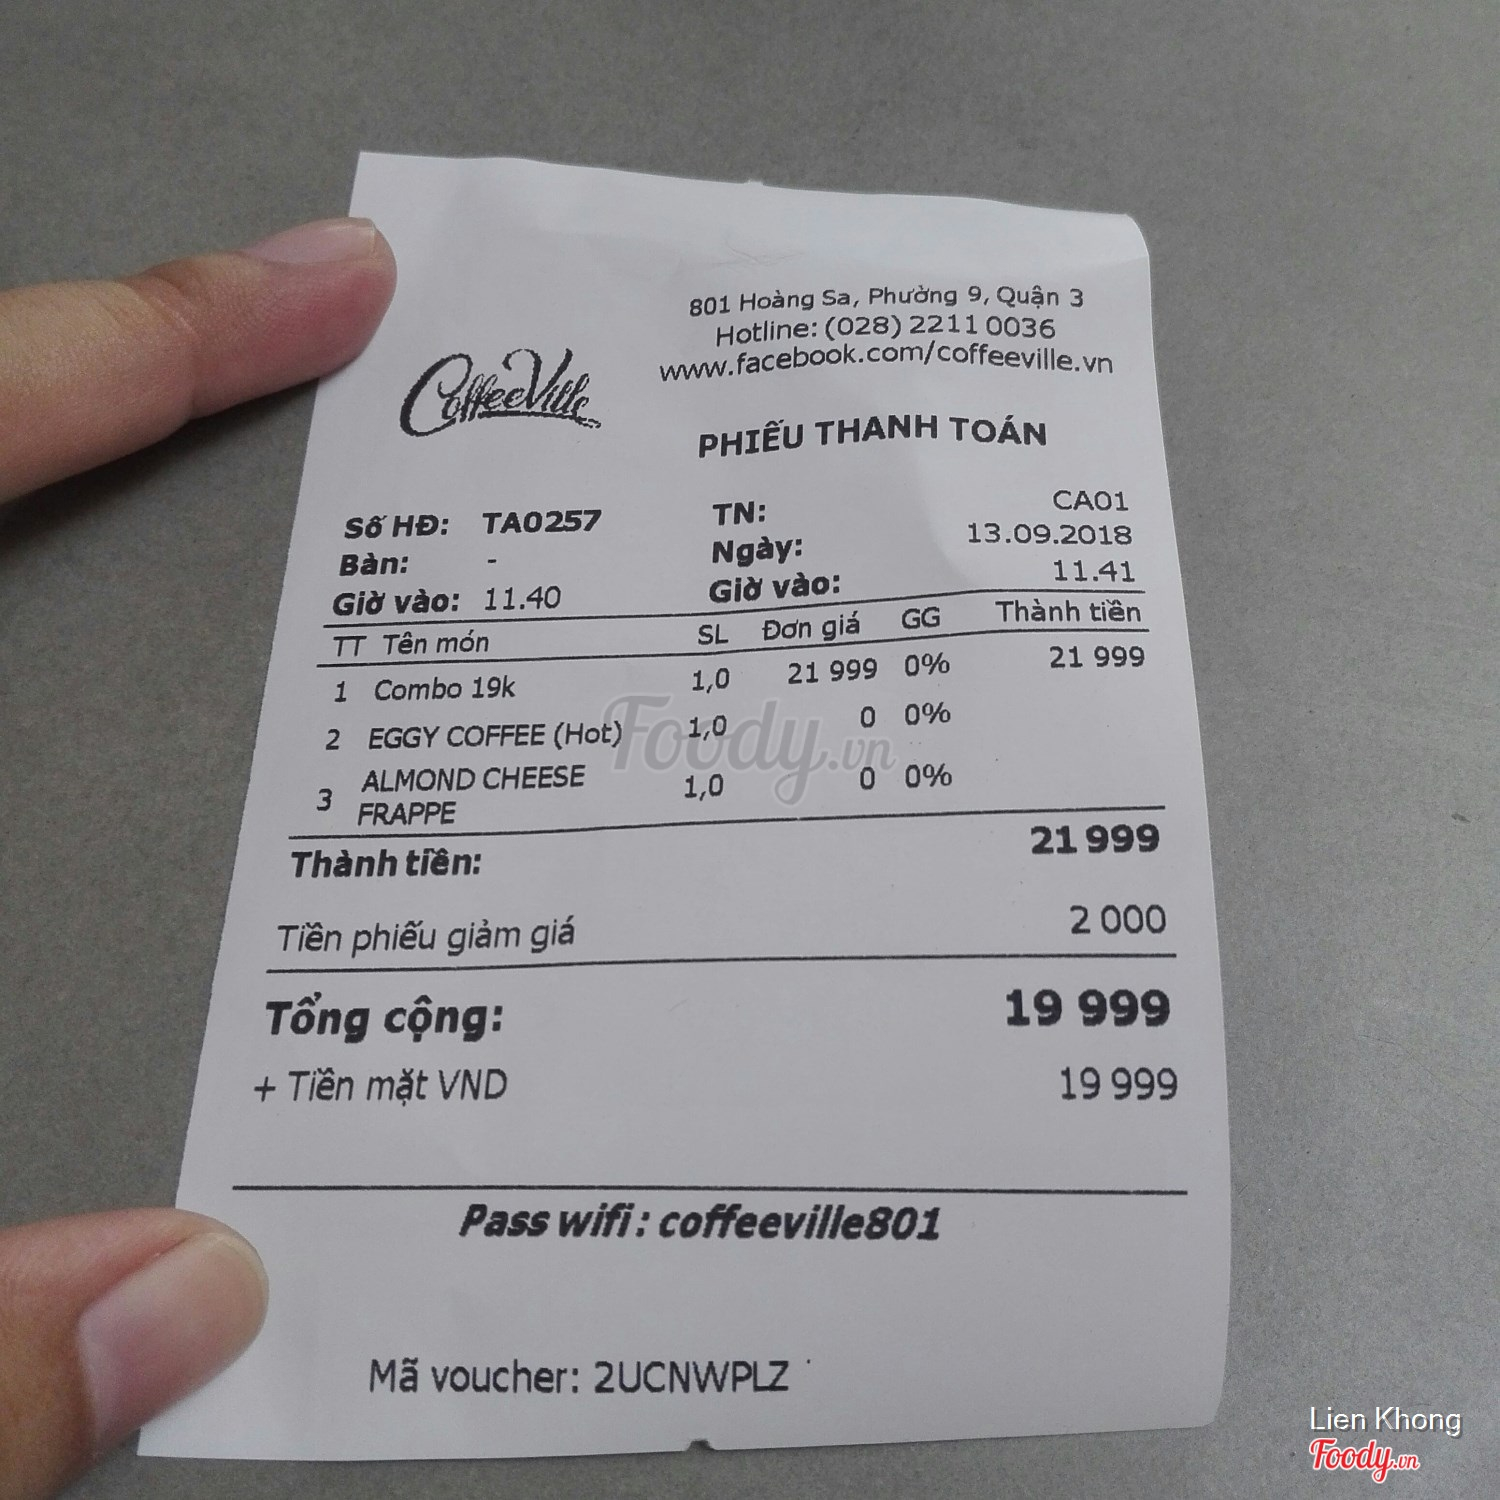 801 Hoàng Sa, Phường 9, Quận 3
Hotline: (028) 2211 0036
www.facebook.com/coffeeville.vn
CoffeeVille
PHIẾU THANH TOÁN
Số HĐ: TA0257 TN: CA01
Bàn: - Ngày: 13.09.2018
Giờ vào: 11.40 Giờ vào: 11.41
TT Tên món SL Đơn giá GG Thành tiền
1 Combo 19k 1,0 21 999 0% 21 999
2 EGGY COFFEE (Hot) 1,0 0 0%
3 ALMOND CHEESE FRAPPE 1,0 0 0%
Thành tiền: 21 999
Tiền phiếu giảm giá 2 000
Tổng cộng: 19 999
+ Tiền mặt VND 19 999
Pass wifi : coffeeville801
Mã voucher: 2UCNWPLZ
Foody.vn
Lien Khong
Foody.vn